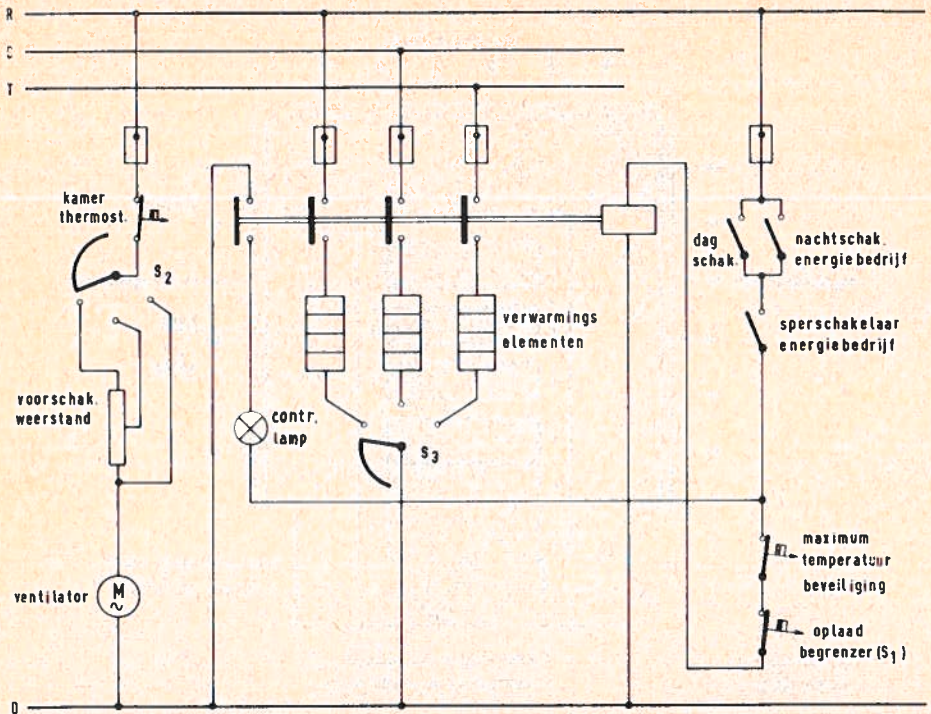 R
S
T
kamer
thermost.
S2
dag
schak.
nachtschak.
energiebedrijf
sperschakelaar
energiebedrijf
verwarmings
elementen
voorschak.
weerstand
contr.
lamp
S3
maximum
temperatuur
beveiliging
ventilator
M
~
oplaad
begrenzer (S1)
0